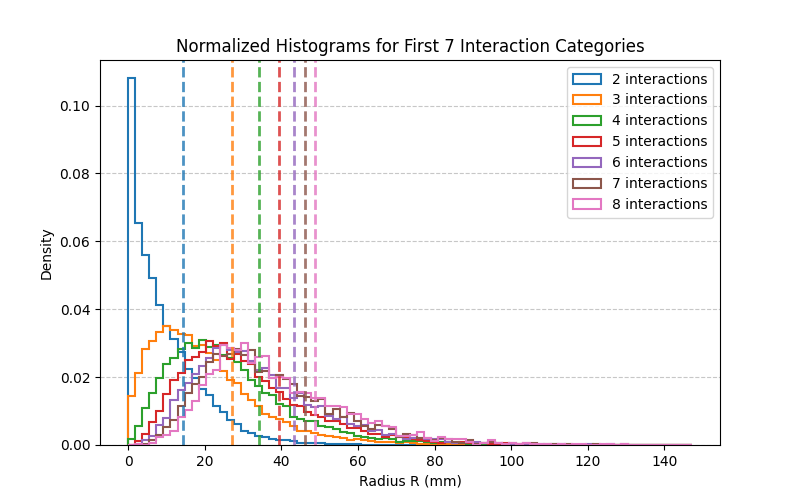 Normalized Histograms for First 7 Interaction Categories
2 interactions
3 interactions
4 interactions
5 interactions
6 interactions
7 interactions
8 interactions
Density
0.10
0.08
0.06
0.04
0.02
0.00
0 20 40 60 80 100 120 140
Radius R (mm)